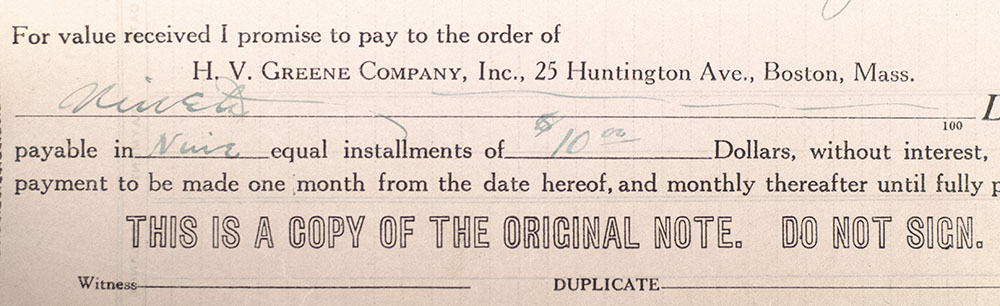 For value received I promise to pay to the order of
H. V. GREENE COMPANY, Inc., 25 Huntington Ave., Boston, Mass.
Ninety
100
payable in Nine equal installments of $10 00 Dollars, without interest,
payment to be made one month from the date hereof, and monthly thereafter until fully p
THIS IS A COPY OF THE ORIGINAL NOTE. DO NOT SIGN.
Witness DUPLICATE